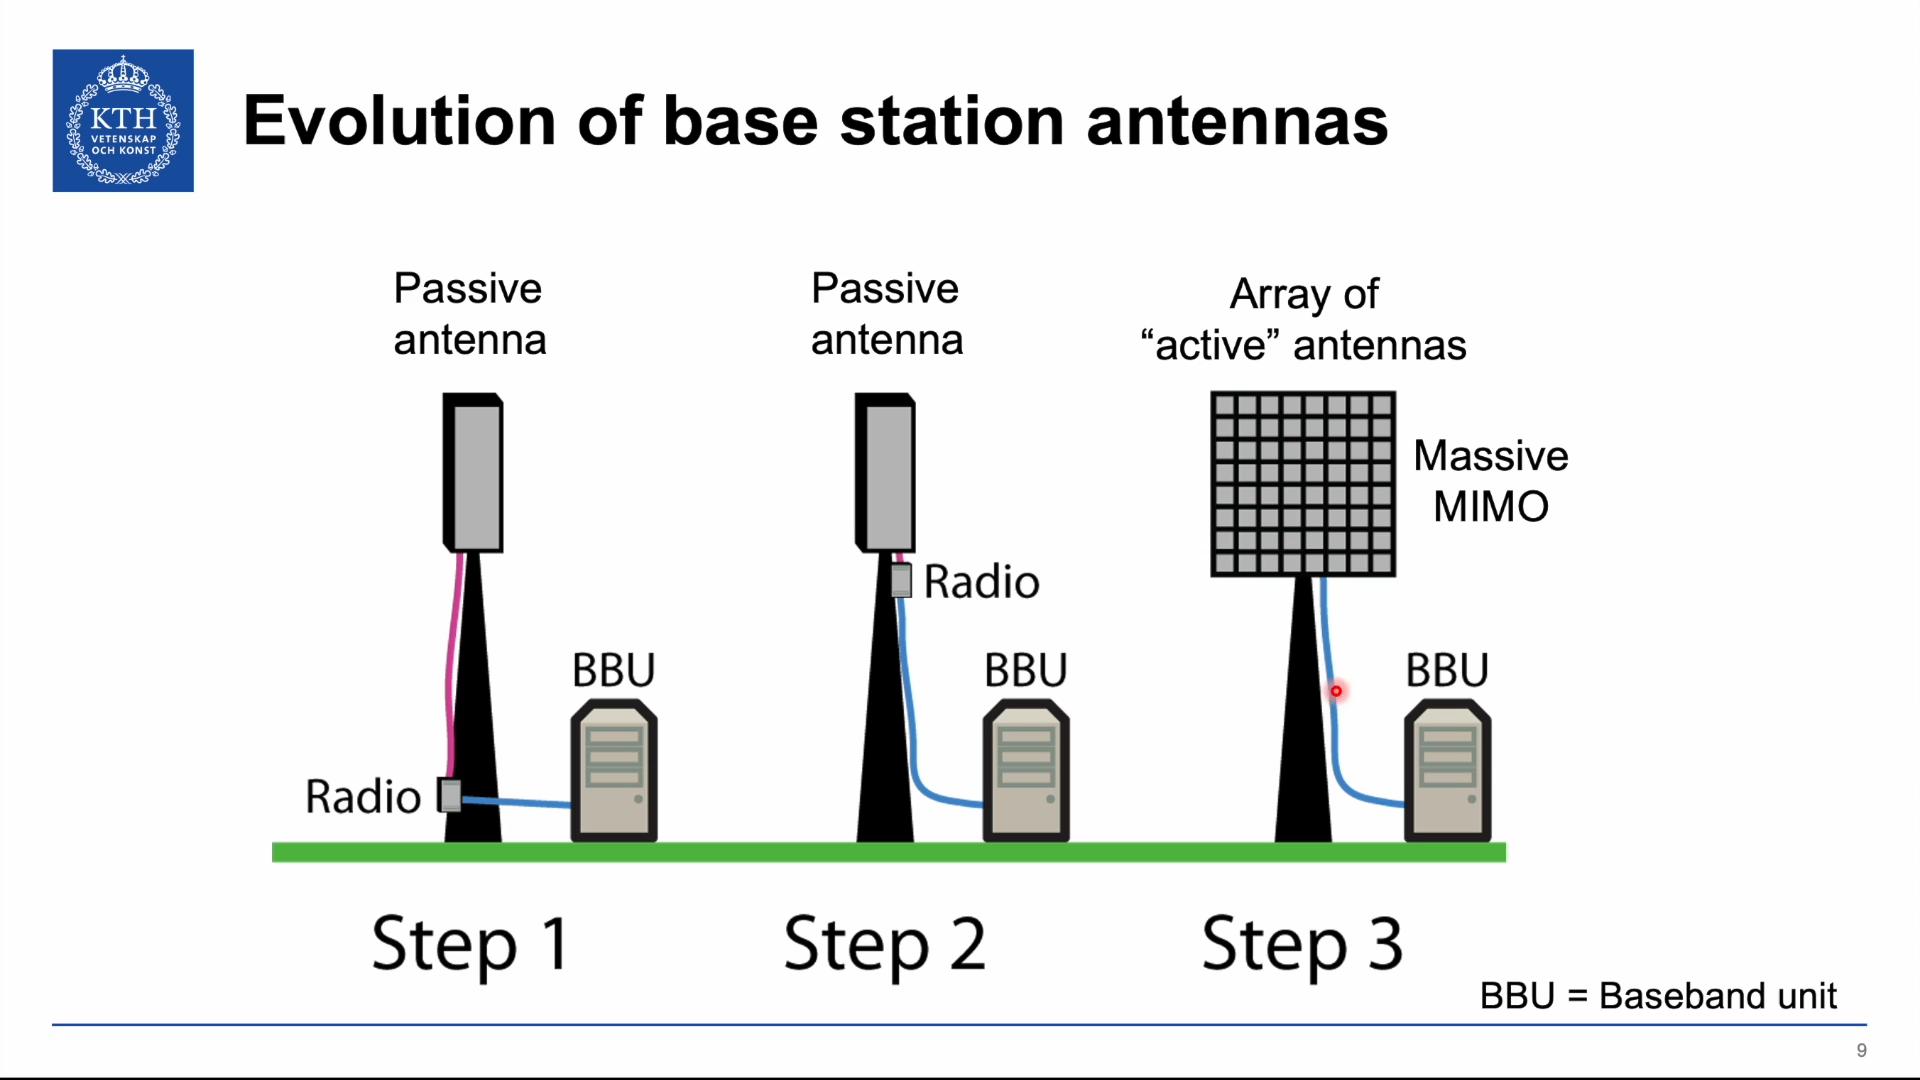 KTH
VETENSKAP
OCH KONST
Evolution of base station antennas
Passive
antenna
Passive
antenna
Array of
“active” antennas
Massive
MIMO
Radio
BBU
BBU
BBU
Radio
Step 1
Step 2
Step 3
BBU = Baseband unit
9